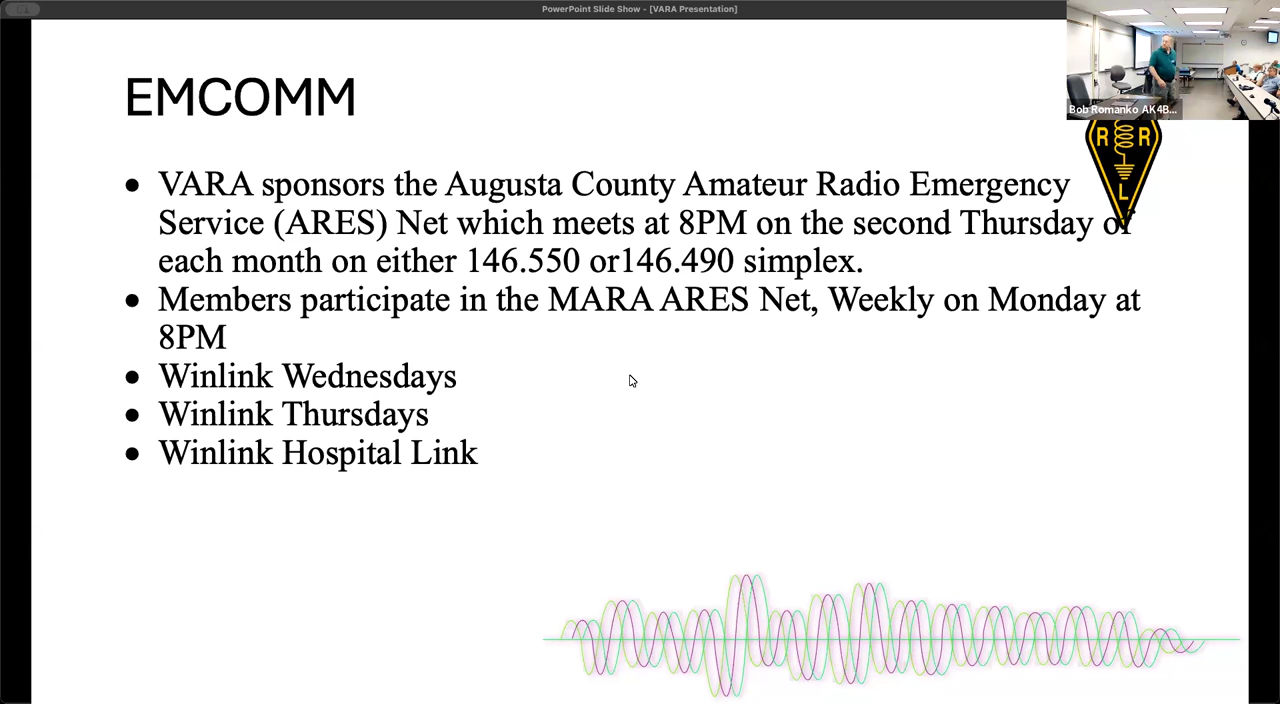 PowerPoint Slide Show - [VARA Presentation]
Bob Romanko AK4B...
EMCOMM
R R
L
• VARA sponsors the Augusta County Amateur Radio Emergency
Service (ARES) Net which meets at 8PM on the second Thursday of
each month on either 146.550 or146.490 simplex.
• Members participate in the MARA ARES Net, Weekly on Monday at
8PM
• Winlink Wednesdays
• Winlink Thursdays
• Winlink Hospital Link